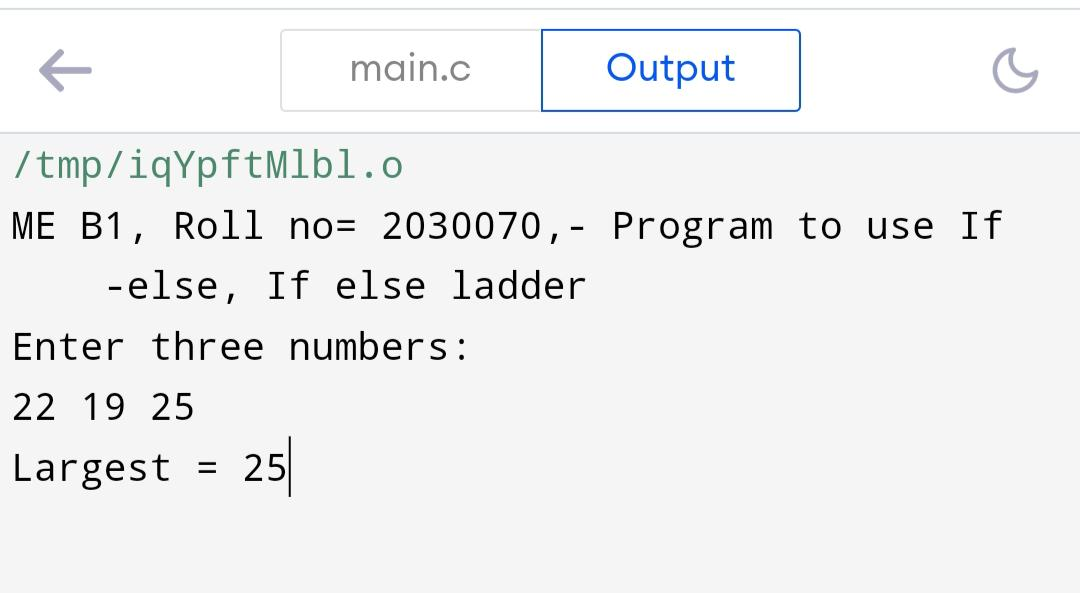 main.c Output
/tmp/iqYpftMlbl.o
ME B1, Roll no= 2030070,- Program to use If
-else, If else ladder
Enter three numbers:
22 19 25
Largest = 25